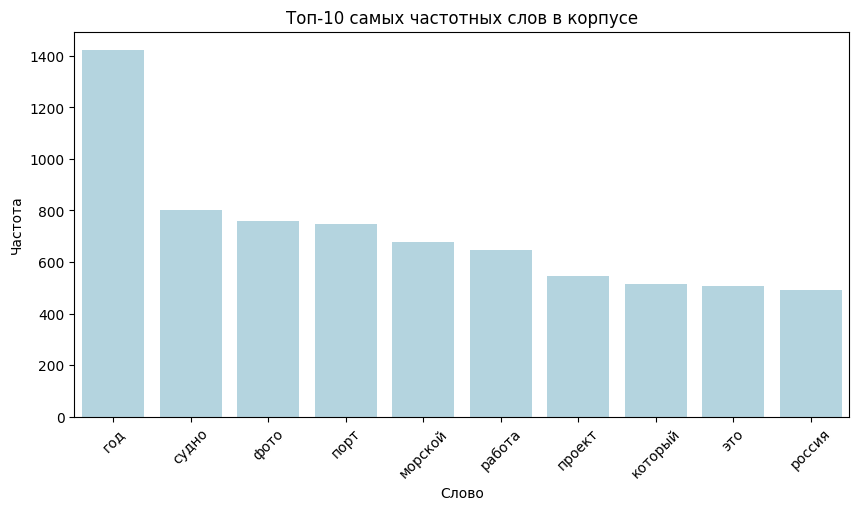 Топ-10 самых частотных слов в корпусе
Частота
1400
1200
1000
800
600
400
200
0
год
судно
фото
порт
морской
работа
проект
который
это
россия
Слово